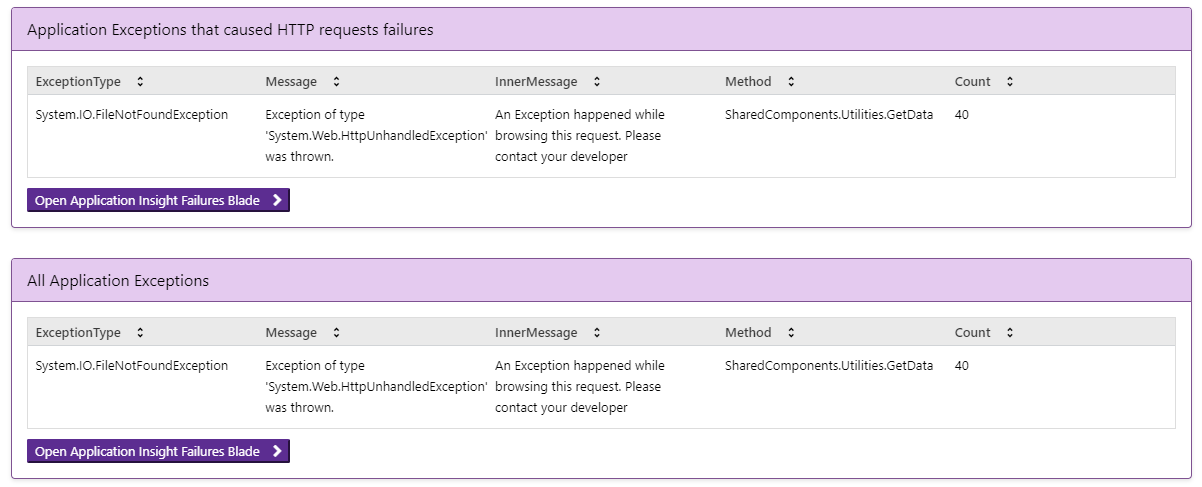 Application Exceptions that caused HTTP requests failures
ExceptionType Message InnerMessage Method Count
System.IO.FileNotFoundException Exception of type An Exception happened while SharedComponents.Utilities.GetData 40
'System.Web.HttpUnhandledException' browsing this request. Please
was thrown. contact your developer
Open Application Insight Failures Blade
All Application Exceptions
ExceptionType Message InnerMessage Method Count
System.IO.FileNotFoundException Exception of type An Exception happened while SharedComponents.Utilities.GetData 40
'System.Web.HttpUnhandledException' browsing this request. Please
was thrown. contact your developer
Open Application Insight Failures Blade